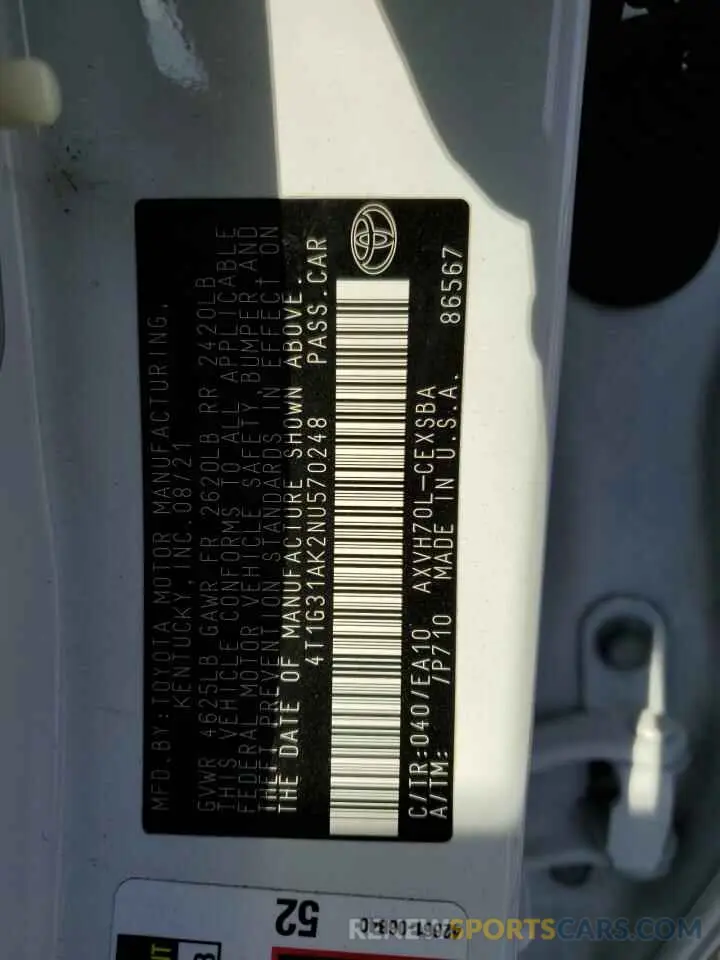 MFD.BY:TOYOTA MOTOR MANUFACTURING,
KENTUCKY, INC.08/21
GVWR 4625LB GAWR FR 2620LB RR 2420LB
THIS VEHICLE CONFORMS TO ALL APPLICABLE
FEDERAL MOTOR VEHICLE SAFETY, BUMPER AND
THEFT PREVENTION STANDARDS IN EFFECT ON
THE DATE OF MANUFACTURE SHOWN ABOVE.
4T1G31AK2NU570248 PASS.CAR
C/TR:040/EA10 AXVH70L-CEXSBA
A/TM: /P710 MADE IN U.S.A. 86567
52
RENEWSPORTSCARS.COM